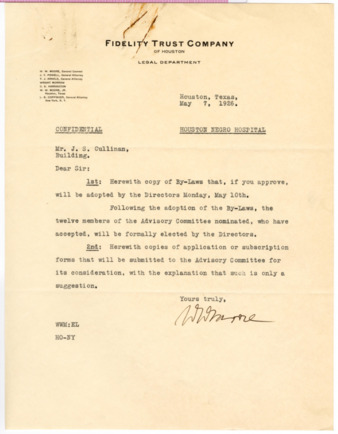 FIDELITY TRUST COMPANY
OF HOUSTON
LEGAL DEPARTMENT
Houston, Texas,
May 7, 1926.
CONFIDENTIAL
HOUSTON NEGRO HOSPITAL
Mr. J. S. Cullinan,
Building.
Dear Sir:
1st: Herewith copy of By-Laws that, if you approve,
will be adopted by the Directors Monday, May 10th.
Following the adoption of the By-Laws, the
twelve members of the Advisory Committee nominated, who have
accepted, will be formally elected by the Directors.
2nd: Herewith copies of application or subscription
forms that will be submitted to the Advisory Committee for
its consideration, with the explanation that such is only a
suggestion.
Yours truly,
WWMoore
WWM:EL
HO-NY